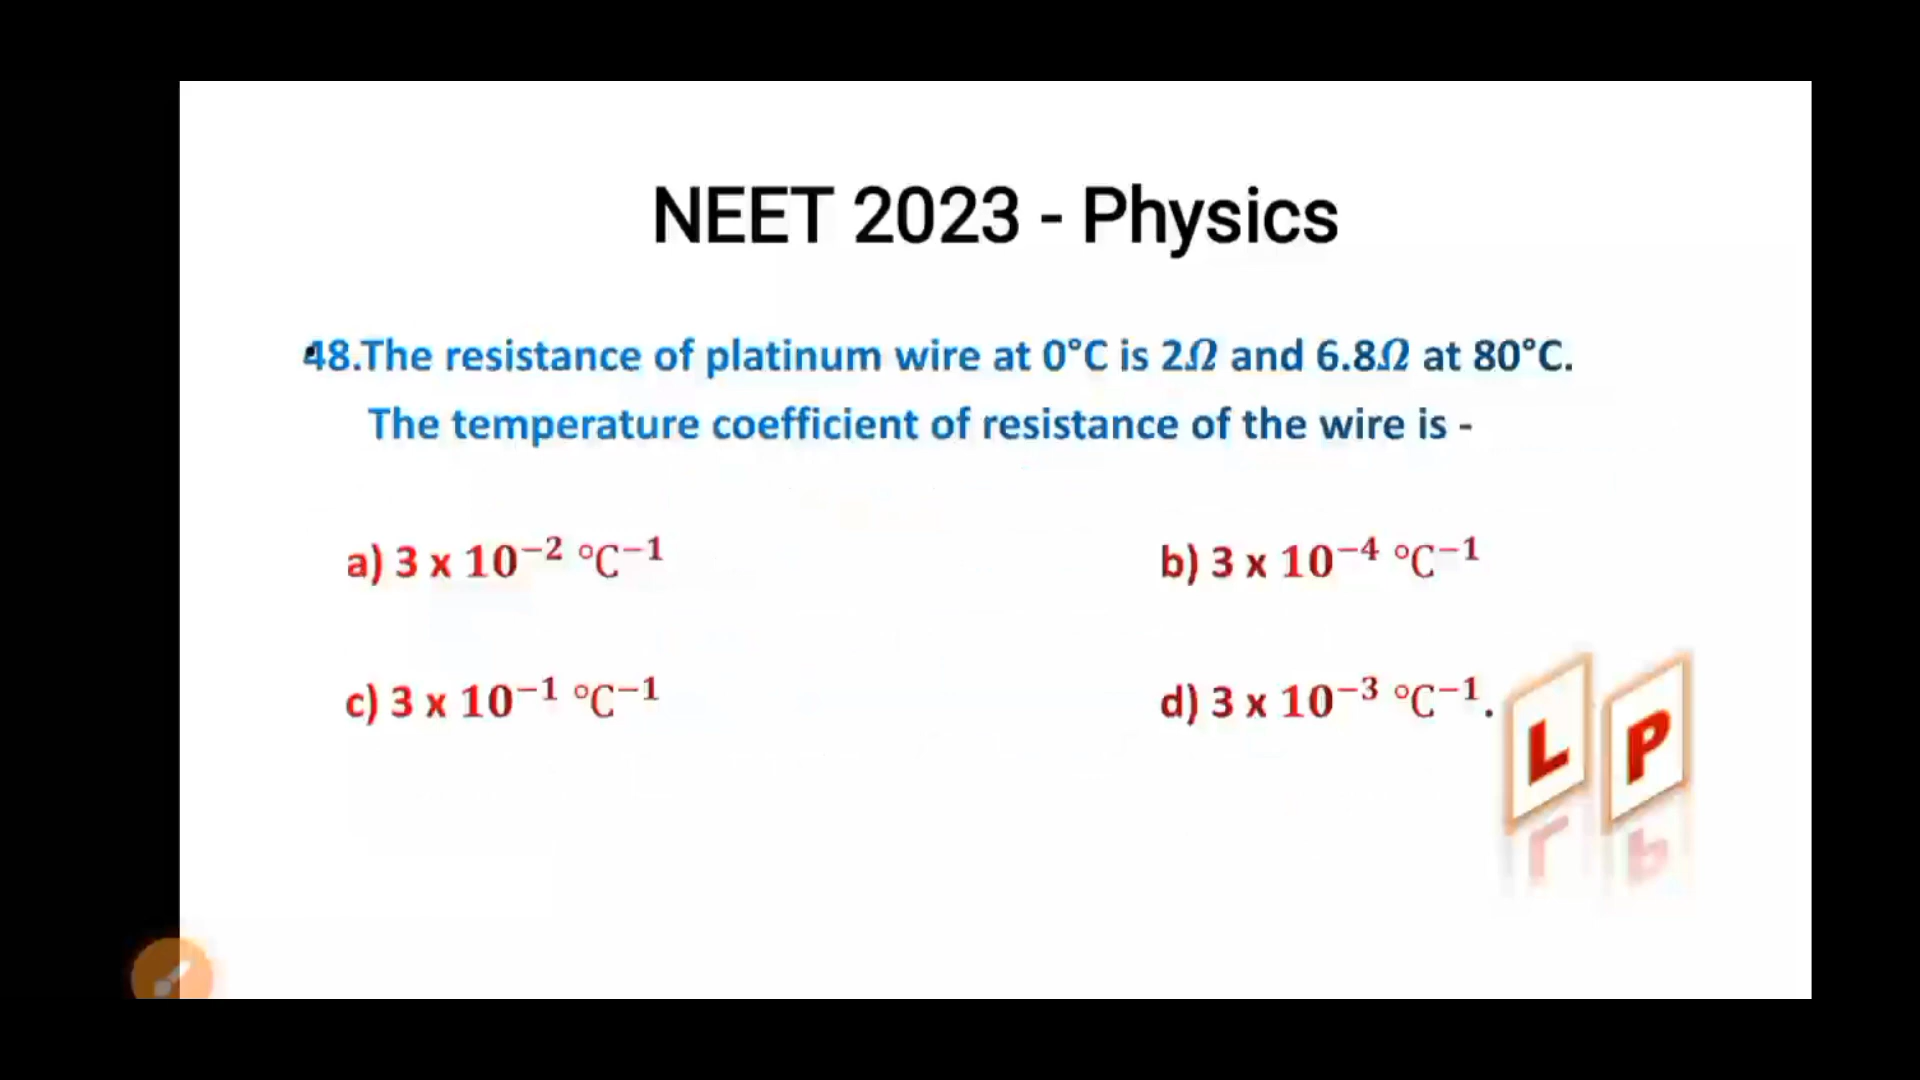 NEET 2023 - Physics
48.The resistance of platinum wire at 0°C is 2Ω and 6.8Ω at 80°C.
The temperature coefficient of resistance of the wire is -
a) 3 x 10⁻² °C⁻¹
b) 3 x 10⁻⁴ °C⁻¹
c) 3 x 10⁻¹ °C⁻¹
d) 3 x 10⁻³ °C⁻¹.
L P